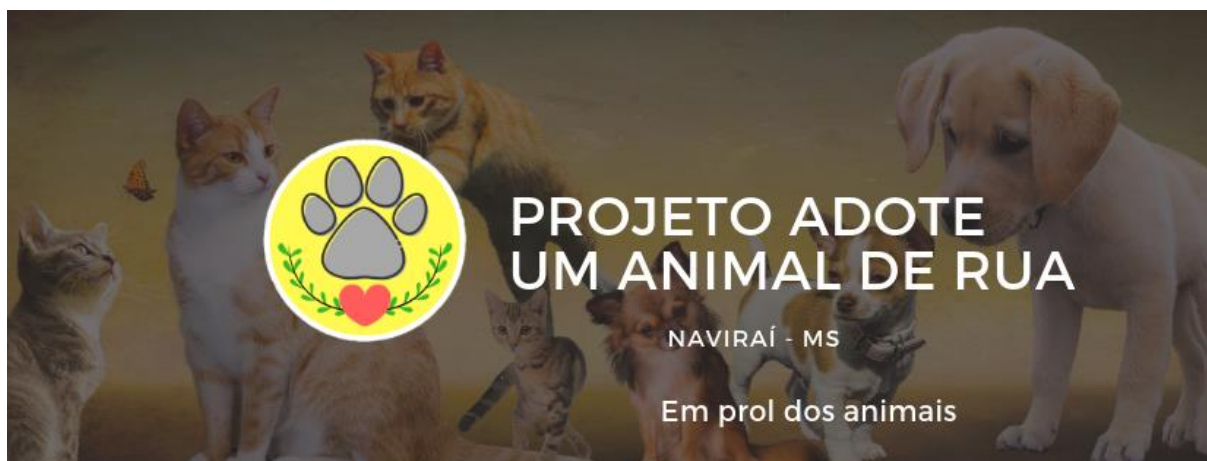 PROJETO ADOTE
UM ANIMAL DE RUA
NAVIRAÍ - MS
Em prol dos animais